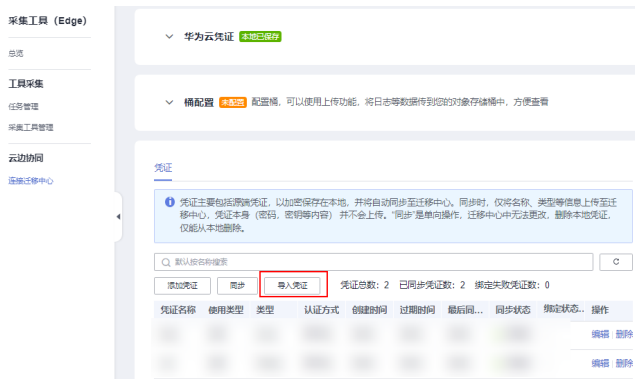 采集工具（Edge）
总览
工具采集
任务管理
采集工具管理
云边协同
连接迁移中心
华为云凭证 本地已保存
桶配置 未配置 配置桶，可以使用上传功能，将日志等数据传到您的对象存储桶中，方便查看
凭证
凭证主要包括源端凭证，以加密保存在本地，并将自动同步至迁移中心。同步时，仅将名称、类型等信息上传至迁
移中心，凭证本身（密码，密钥等内容） 并不会上传。“同步”是单向操作，迁移中心中无法更改，删除本地凭证，
仅能从本地删除。
默认按名称搜索
添加凭证 同步 导入凭证 凭证总数：2 已同步凭证数：2 绑定失败凭证数：0
凭证名称 使用类型 类型 认证方式 创建时间 过期时间 最后同... 同步状态 绑定状态.. 操作
编辑 删除
编辑 删除